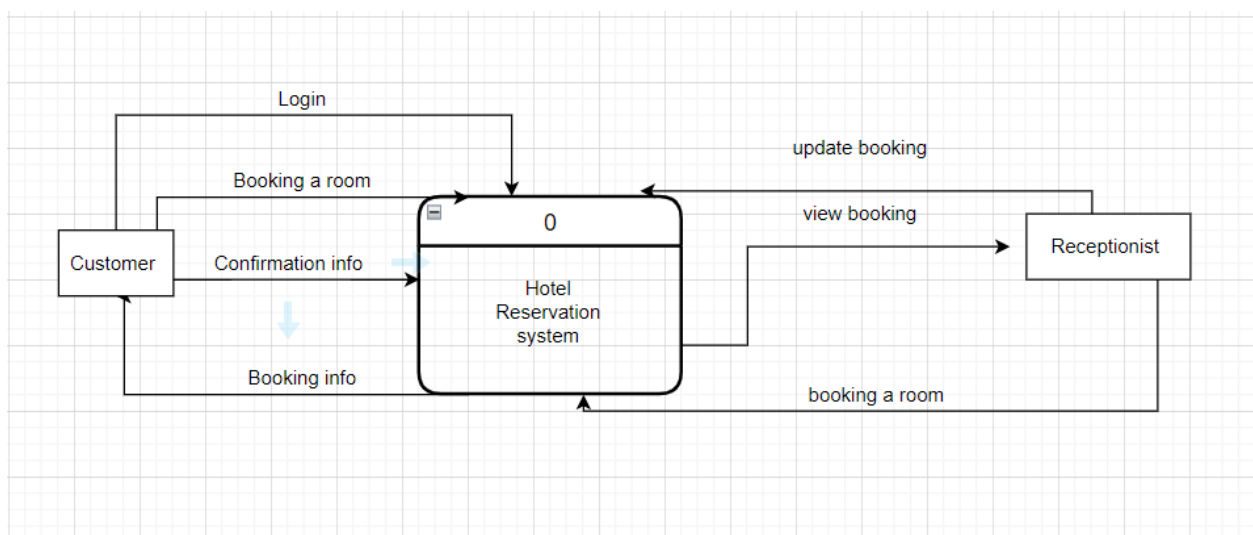 Login
update booking
Booking a room
view booking
0
Customer
Confirmation info
Receptionist
Hotel
Reservation
system
Booking info
booking a room